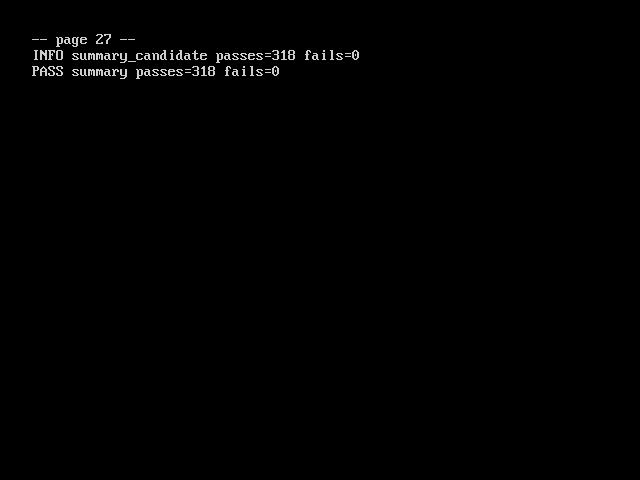 -- page 27 --
INFO summary_candidate passes=318 fails=0
PASS summary passes=318 fails=0